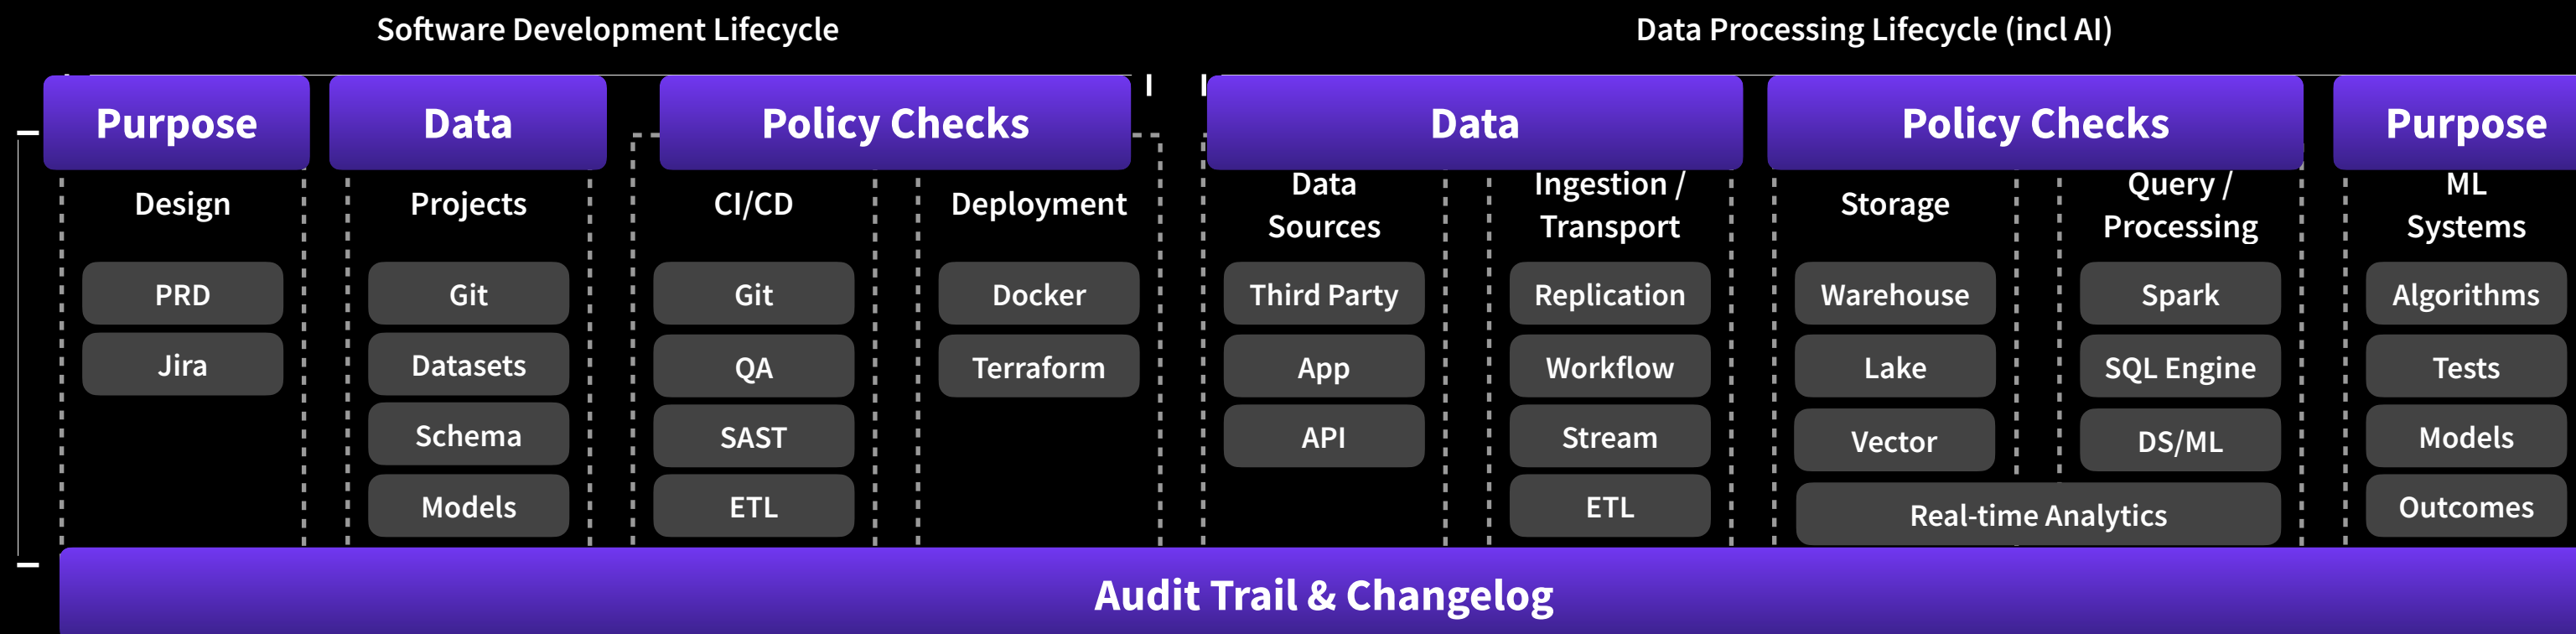 Software Development Lifecycle
Data Processing Lifecycle (incl AI)
Purpose
Data
Policy Checks
Data
Policy Checks
Purpose
Design
Projects
CI/CD
Deployment
Data
Sources
Ingestion /
Transport
Storage
Query /
Processing
ML
Systems
PRD
Jira
Git
Datasets
Schema
Models
Git
QA
SAST
ETL
Docker
Terraform
Third Party
App
API
Replication
Workflow
Stream
ETL
Warehouse
Lake
Vector
Spark
SQL Engine
DS/ML
Real-time Analytics
Algorithms
Tests
Models
Outcomes
Audit Trail & Changelog